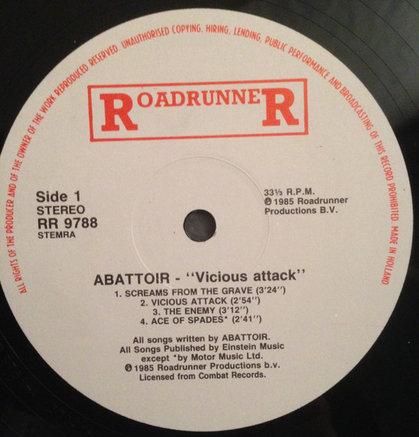 ALL RIGHTS OF THE PRODUCER AND OF THE OWNER OF THE WORK REPRODUCED RESERVED. UNAUTHORISED COPYING, HIRING, LENDING, PUBLIC PERFORMANCE AND BROADCASTING OF THIS RECORD PROHIBITED. MADE IN HOLLAND
ROADRUNNER
Side 1
STEREO
RR 9788
STEMRA
33⅓ R.P.M.
℗ 1985 Roadrunner
Productions B.V.
ABATTOIR - "Vicious attack"
1. SCREAMS FROM THE GRAVE (3'24")
2. VICIOUS ATTACK (2'54")
3. THE ENEMY (3'12")
4. ACE OF SPADES* (2'41")
All songs written by ABATTOIR.
All Songs Published by Einstein Music
except *by Motor Music Ltd.
℗ 1985 Roadrunner Productions b.v.
Licensed from Combat Records.